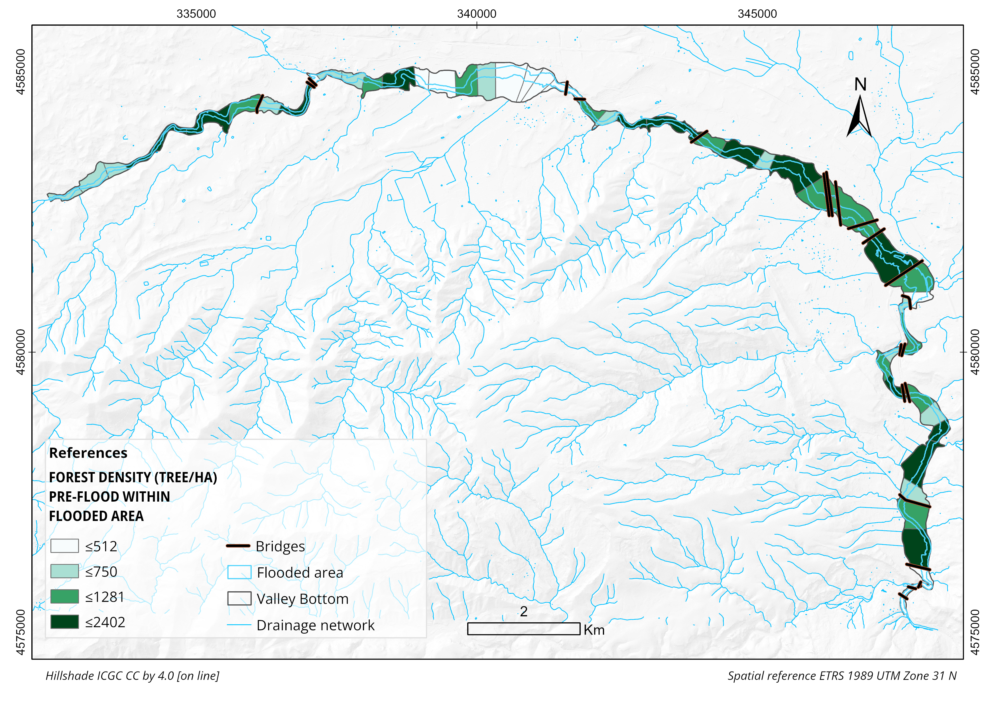 335000 340000 345000
4585000 4585000
N
4580000 4580000
References
FOREST DENSITY (TREE/HA)
PRE-FLOOD WITHIN
FLOODED AREA
≤512 Bridges
≤750 Flooded area
≤1281 Valley Bottom
≤2402 Drainage network
2
Km
4575000 4575000
Hillshade ICGC CC by 4.0 [on line] Spatial reference ETRS 1989 UTM Zone 31 N